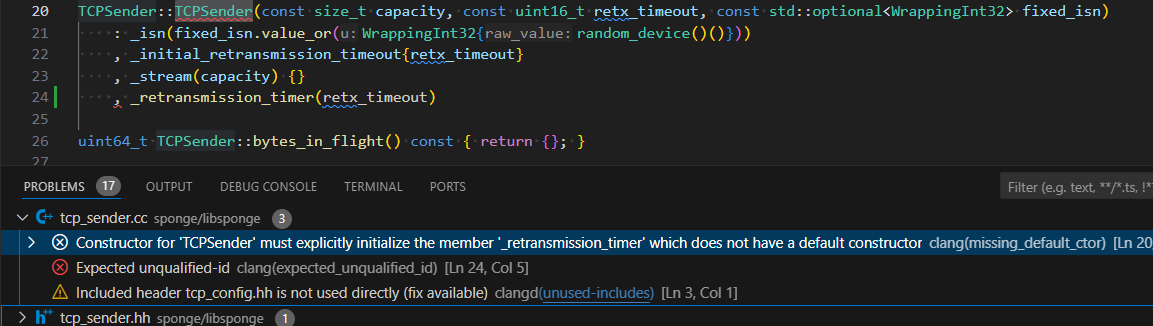 20 TCPSender::TCPSender(const size_t capacity, const uint16_t retx_timeout, const std::optional<WrappingInt32> fixed_isn)
21 ····: _isn(fixed_isn.value_or(u: WrappingInt32{raw_value: random_device()()}))
22 ····, _initial_retransmission_timeout{retx_timeout}
23 ····, _stream(capacity) {}
24 ····, _retransmission_timer(retx_timeout)
25
26 uint64_t TCPSender::bytes_in_flight() const { return {}; }
27
PROBLEMS 17 OUTPUT DEBUG CONSOLE TERMINAL PORTS Filter (e.g. text, **/*.ts, !*
tcp_sender.cc sponge/libsponge 3
Constructor for 'TCPSender' must explicitly initialize the member '_retransmission_timer' which does not have a default constructor clang(missing_default_ctor) [Ln 20
Expected unqualified-id clang(expected_unqualified_id) [Ln 24, Col 5]
Included header tcp_config.hh is not used directly (fix available) clangd(unused-includes) [Ln 3, Col 1]
tcp_sender.hh sponge/libsponge 1